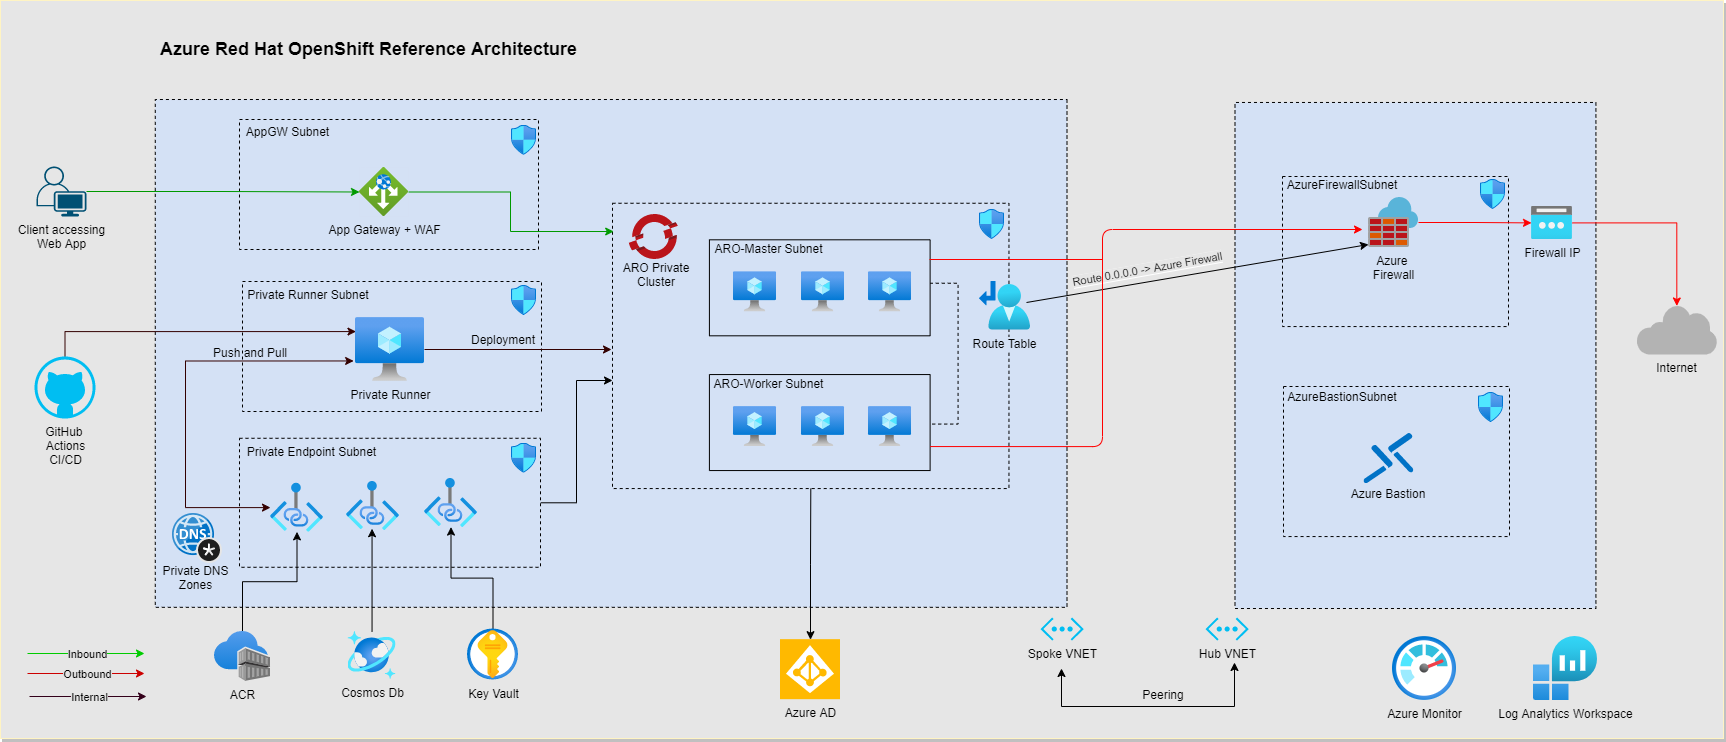 Azure Red Hat OpenShift Reference Architecture
AppGW Subnet
App Gateway + WAF
Client accessing
Web App
Private Runner Subnet
Private Runner
Push and Pull
Deployment
GitHub
Actions
CI/CD
Private Endpoint Subnet
DNS
Private DNS
Zones
ARO Private
Cluster
ARO-Master Subnet
ARO-Worker Subnet
Route Table
Route 0.0.0.0 -> Azure Firewall
AzureFirewallSubnet
Azure
Firewall
Firewall IP
Internet
AzureBastionSubnet
Azure Bastion
Inbound
Outbound
Internal
ACR
Cosmos Db
Key Vault
Azure AD
Spoke VNET
Hub VNET
Peering
Azure Monitor
Log Analytics Workspace